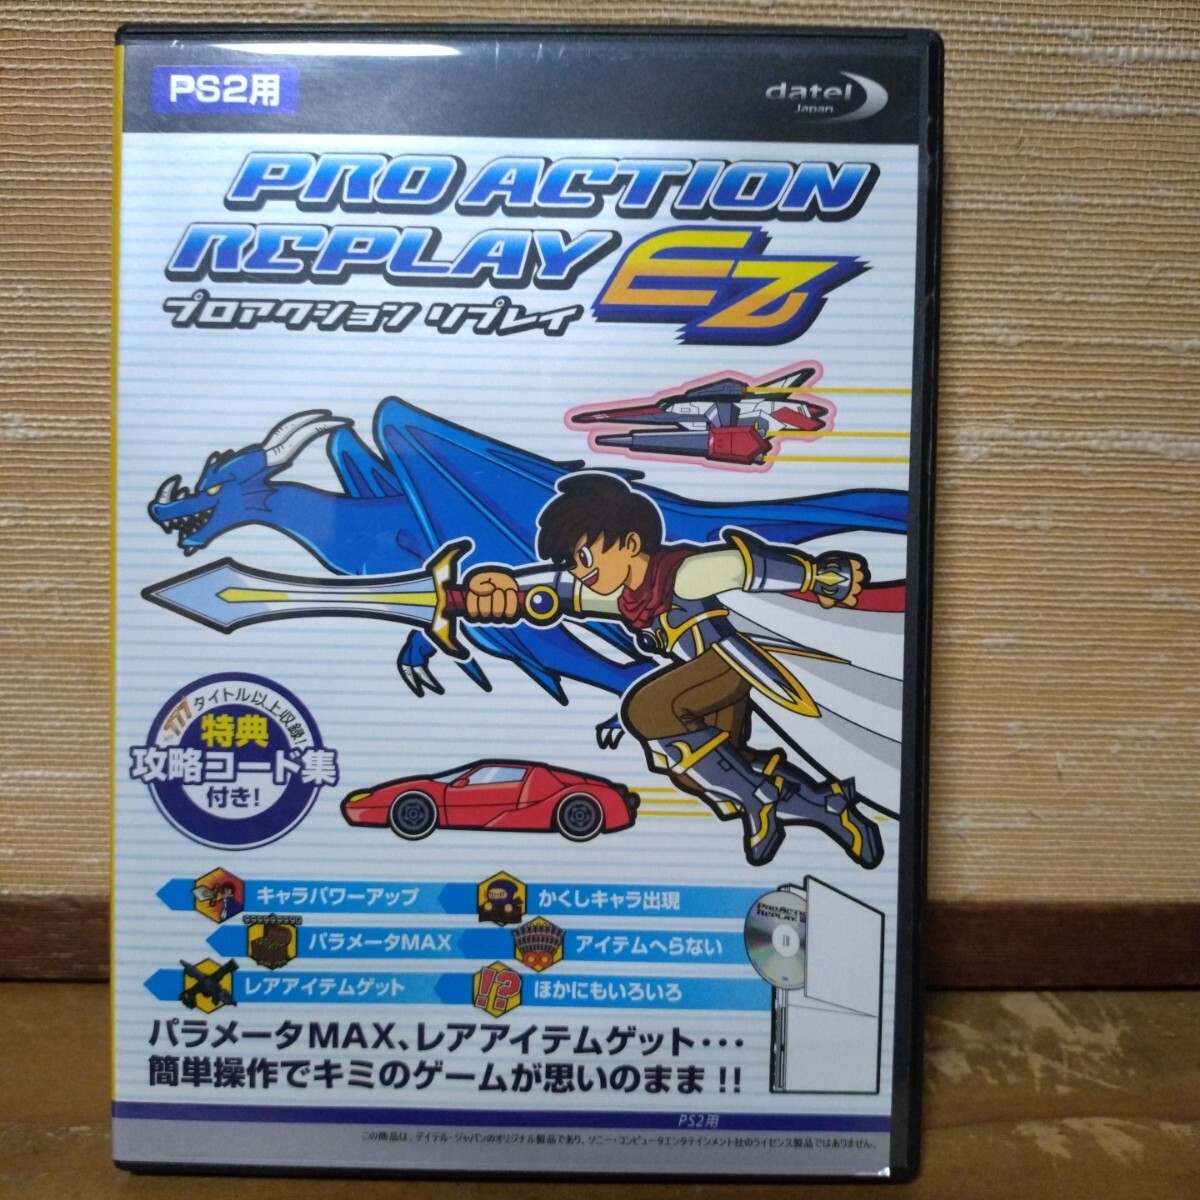 PS2用
datel
Japan
PRO ACTION
REPLAY EZ
プロアクション リプレイ
777タイトル以上収録!
特典
攻略コード集
付き!
キャラパワーアップ
かくしキャラ出現
パラメータMAX
アイテムへらない
レアアイテムゲット
!?
ほかにもいろいろ
PRO ACTION
REPLAY
パラメータMAX、レアアイテムゲット・・・
簡単操作でキミのゲームが思いのまま!!
PS2用
この商品は、デイテル・ジャパンのオリジナル製品であり、ソニー・コンピュータエンタテインメント社のライセンス製品ではありません。